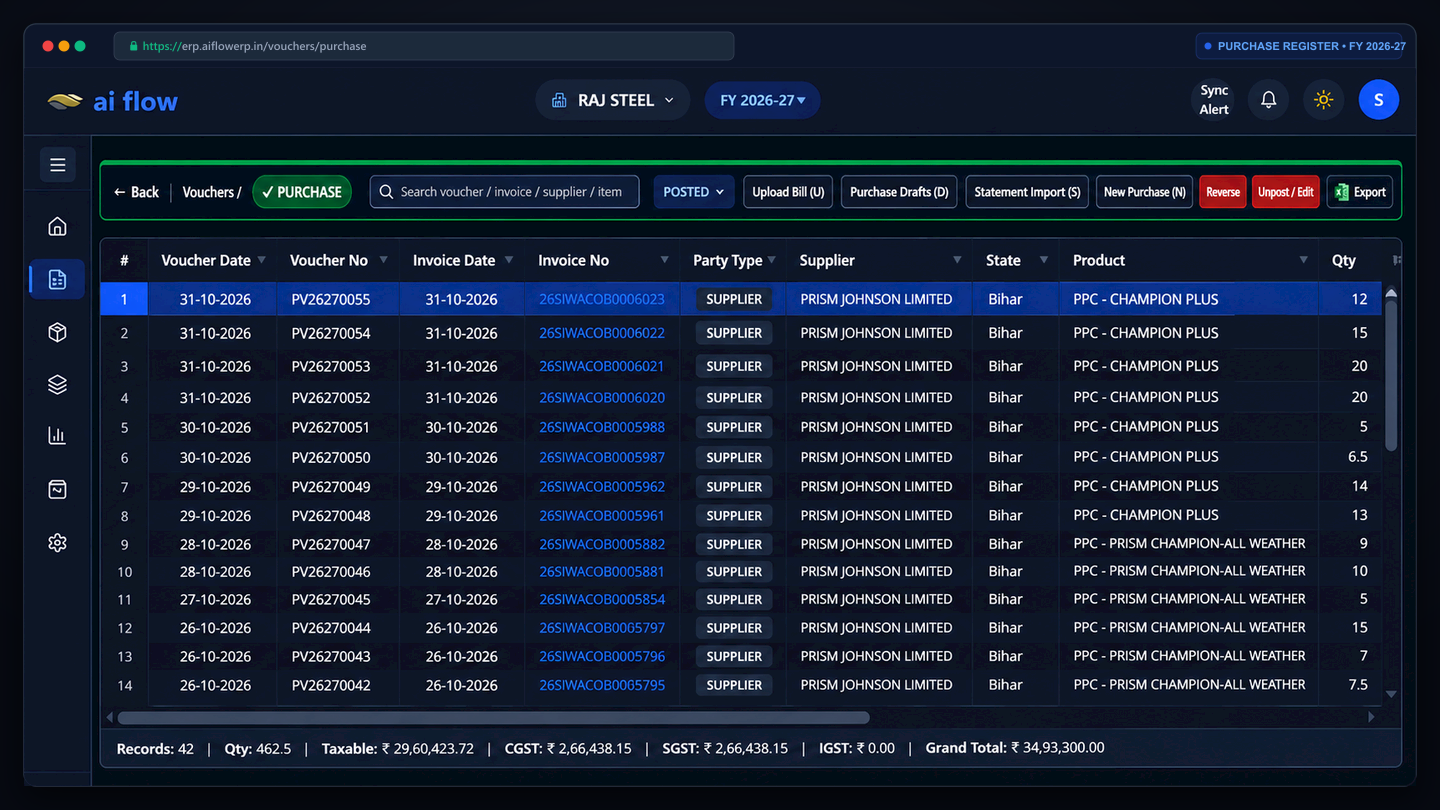 https://erp.aiflowerp.in/vouchers/purchase
PURCHASE REGISTER • FY 2026-27
ai flow
RAJ STEEL
FY 2026-27
Sync
Alert
S
← Back | Vouchers / ✓ PURCHASE Search voucher / invoice / supplier / item POSTED Upload Bill (U) Purchase Drafts (D) Statement Import (S) New Purchase (N) Reverse Unpost / Edit Export
# Voucher Date Voucher No Invoice Date Invoice No Party Type Supplier State Product Qty
1 31-10-2026 PV26270055 31-10-2026 26SIWACOB0006023 SUPPLIER PRISM JOHNSON LIMITED Bihar PPC - CHAMPION PLUS 12
2 31-10-2026 PV26270054 31-10-2026 26SIWACOB0006022 SUPPLIER PRISM JOHNSON LIMITED Bihar PPC - CHAMPION PLUS 15
3 31-10-2026 PV26270053 31-10-2026 26SIWACOB0006021 SUPPLIER PRISM JOHNSON LIMITED Bihar PPC - CHAMPION PLUS 20
4 31-10-2026 PV26270052 31-10-2026 26SIWACOB0006020 SUPPLIER PRISM JOHNSON LIMITED Bihar PPC - CHAMPION PLUS 20
5 30-10-2026 PV26270051 30-10-2026 26SIWACOB0005988 SUPPLIER PRISM JOHNSON LIMITED Bihar PPC - CHAMPION PLUS 5
6 30-10-2026 PV26270050 30-10-2026 26SIWACOB0005987 SUPPLIER PRISM JOHNSON LIMITED Bihar PPC - CHAMPION PLUS 6.5
7 29-10-2026 PV26270049 29-10-2026 26SIWACOB0005962 SUPPLIER PRISM JOHNSON LIMITED Bihar PPC - CHAMPION PLUS 14
8 29-10-2026 PV26270048 29-10-2026 26SIWACOB0005961 SUPPLIER PRISM JOHNSON LIMITED Bihar PPC - CHAMPION PLUS 13
9 28-10-2026 PV26270047 28-10-2026 26SIWACOB0005882 SUPPLIER PRISM JOHNSON LIMITED Bihar PPC - PRISM CHAMPION-ALL WEATHER 9
10 28-10-2026 PV26270046 28-10-2026 26SIWACOB0005881 SUPPLIER PRISM JOHNSON LIMITED Bihar PPC - PRISM CHAMPION-ALL WEATHER 10
11 27-10-2026 PV26270045 27-10-2026 26SIWACOB0005854 SUPPLIER PRISM JOHNSON LIMITED Bihar PPC - PRISM CHAMPION-ALL WEATHER 5
12 26-10-2026 PV26270044 26-10-2026 26SIWACOB0005797 SUPPLIER PRISM JOHNSON LIMITED Bihar PPC - PRISM CHAMPION-ALL WEATHER 15
13 26-10-2026 PV26270043 26-10-2026 26SIWACOB0005796 SUPPLIER PRISM JOHNSON LIMITED Bihar PPC - PRISM CHAMPION-ALL WEATHER 7
14 26-10-2026 PV26270042 26-10-2026 26SIWACOB0005795 SUPPLIER PRISM JOHNSON LIMITED Bihar PPC - PRISM CHAMPION-ALL WEATHER 7.5
Records: 42 | Qty: 462.5 | Taxable: ₹ 29,60,423.72 | CGST: ₹ 2,66,438.15 | SGST: ₹ 2,66,438.15 | IGST: ₹ 0.00 | Grand Total: ₹ 34,93,300.00